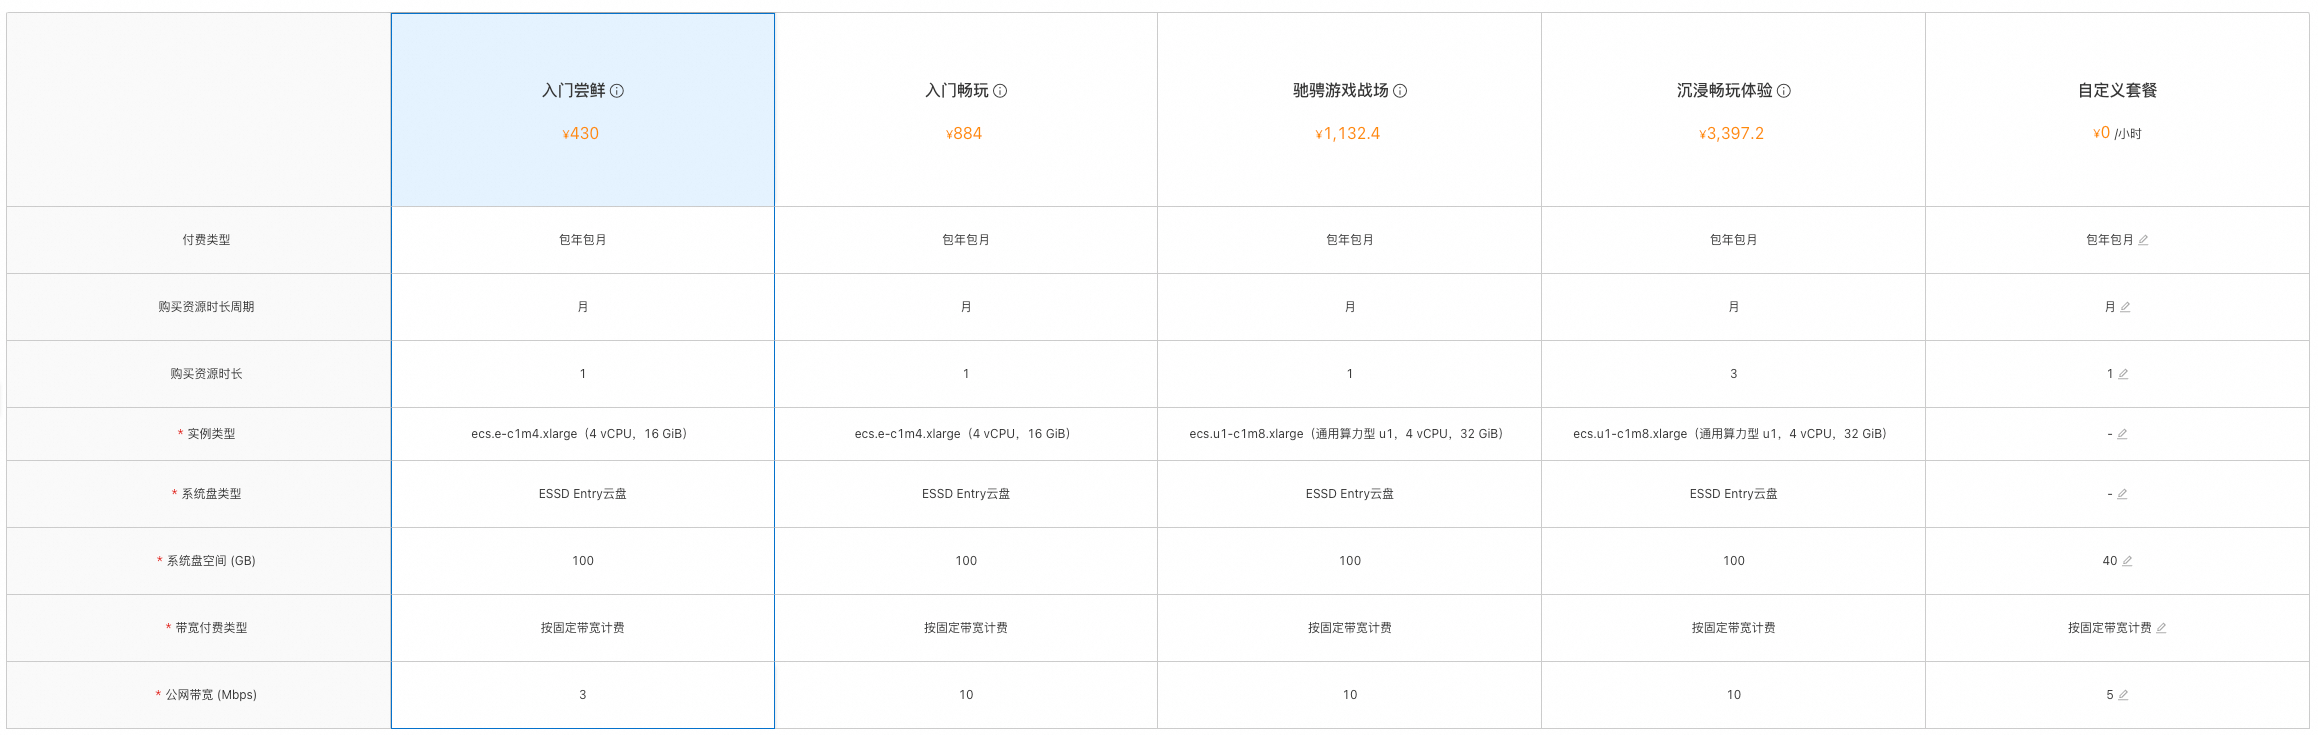 入门尝鲜 入门畅玩 驰骋游戏战场 沉浸畅玩体验 自定义套餐
¥430 ¥884 ¥1,132.4 ¥3,397.2 ¥0 /小时
付费类型 包年包月 包年包月 包年包月 包年包月 包年包月
购买资源时长周期 月 月 月 月 月
购买资源时长 1 1 1 3 1
* 实例类型 ecs.e-c1m4.xlarge（4 vCPU，16 GiB） ecs.e-c1m4.xlarge（4 vCPU，16 GiB） ecs.u1-c1m8.xlarge（通用算力型 u1，4 vCPU，32 GiB） ecs.u1-c1m8.xlarge（通用算力型 u1，4 vCPU，32 GiB） -
* 系统盘类型 ESSD Entry云盘 ESSD Entry云盘 ESSD Entry云盘 ESSD Entry云盘 -
* 系统盘空间 (GB) 100 100 100 100 40
* 带宽付费类型 按固定带宽计费 按固定带宽计费 按固定带宽计费 按固定带宽计费 按固定带宽计费
* 公网带宽 (Mbps) 3 10 10 10 5